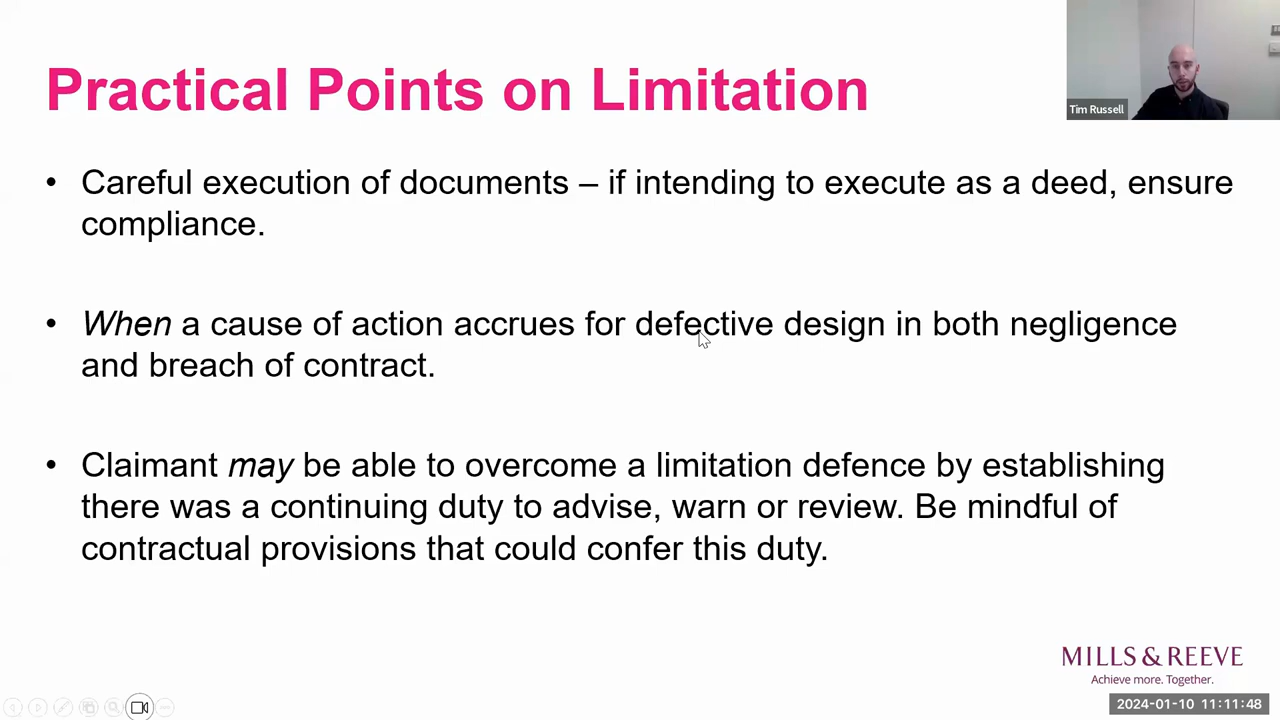 Practical Points on Limitation
Tim Russell
• Careful execution of documents – if intending to execute as a deed, ensure
compliance.
• When a cause of action accrues for defective design in both negligence
and breach of contract.
• Claimant may be able to overcome a limitation defence by establishing
there was a continuing duty to advise, warn or review. Be mindful of
contractual provisions that could confer this duty.
MILLS & REEVE
Achieve more. Together.
2024-01-10 11:11:48